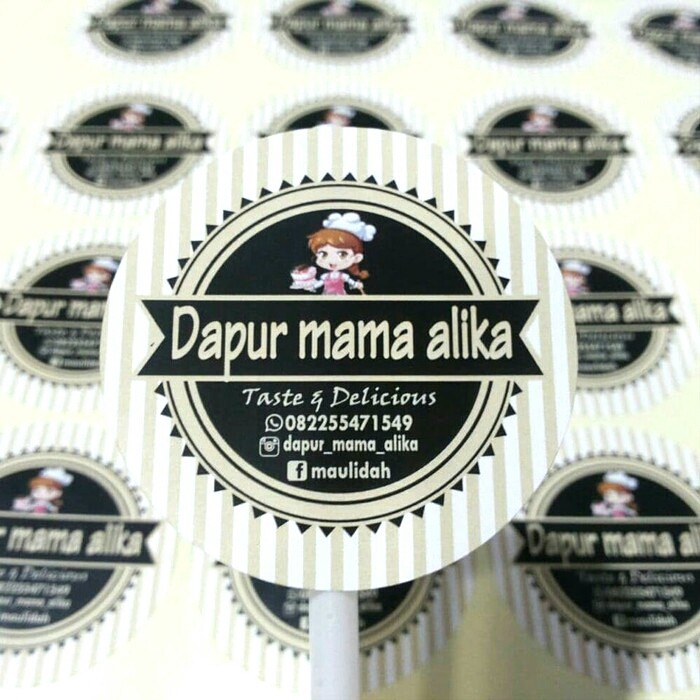 Dapur mama alika
Taste & Delicious
082255471549
dapur_mama_alika
maulidah